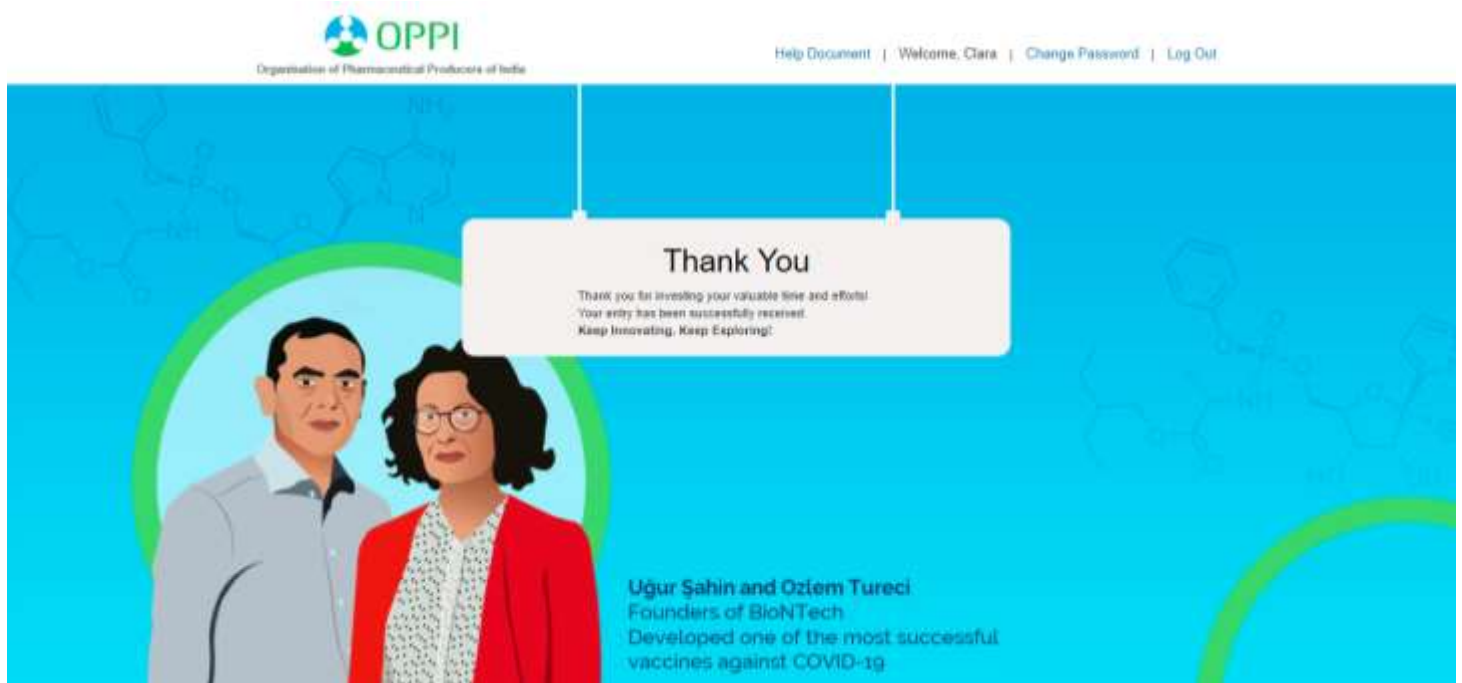 OPPI
Organisation of Pharmaceutical Producers of India
Help Document | Welcome, Clara | Change Password | Log Out
NH₂
N
N
N
O
O
P
O
O
NH
O
O
Thank You
Thank you for investing your valuable time and efforts!
Your entry has been successfully received.
Keep Innovating, Keep Exploring!
Uğur Şahin and Ozlem Tureci
Founders of BioNTech
Developed one of the most successful
vaccines against COVID-19